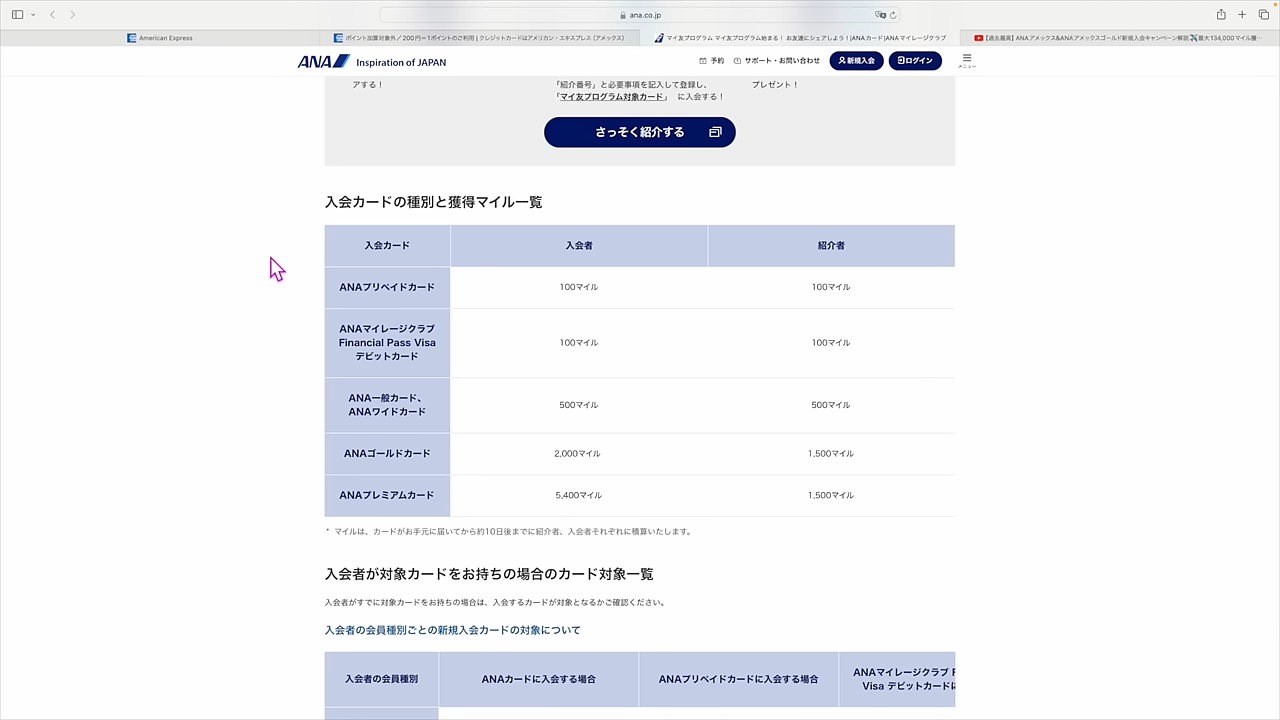 ana.co.jp
American Express
ポイント加算対象外／200円=1ポイントのご利用 | クレジットカードはアメリカン・エキスプレス (アメックス)
マイ友プログラム マイ友プログラム始まる！ お友達にシェアしよう！|ANAカード|ANAマイレージクラブ
【過去最高】ANAアメックス&ANAアメックスゴールド新規入会キャンペーン解説✈️最大134,000マイル獲…
ANA Inspiration of JAPAN
予約
サポート・お問い合わせ
新規入会
ログイン
メニュー
アする！
「紹介番号」と必要事項を記入して登録し、
「マイ友プログラム対象カード」 に入会する！
プレゼント！
さっそく紹介する
入会カードの種別と獲得マイル一覧
入会カード 入会者 紹介者
ANAプリペイドカード 100マイル 100マイル
ANAマイレージクラブ
Financial Pass Visa
デビットカード
100マイル 100マイル
ANA一般カード、
ANAワイドカード
500マイル 500マイル
ANAゴールドカード 2,000マイル 1,500マイル
ANAプレミアムカード 5,400マイル 1,500マイル
* マイルは、カードがお手元に届いてから約10日後までに紹介者、入会者それぞれに積算いたします。
入会者が対象カードをお持ちの場合のカード対象一覧
入会者がすでに対象カードをお持ちの場合は、入会するカードが対象となるかご確認ください。
入会者の会員種別ごとの新規入会カードの対象について
入会者の会員種別 ANAカードに入会する場合 ANAプリペイドカードに入会する場合
ANAマイレージクラブ F
Visa デビットカードに